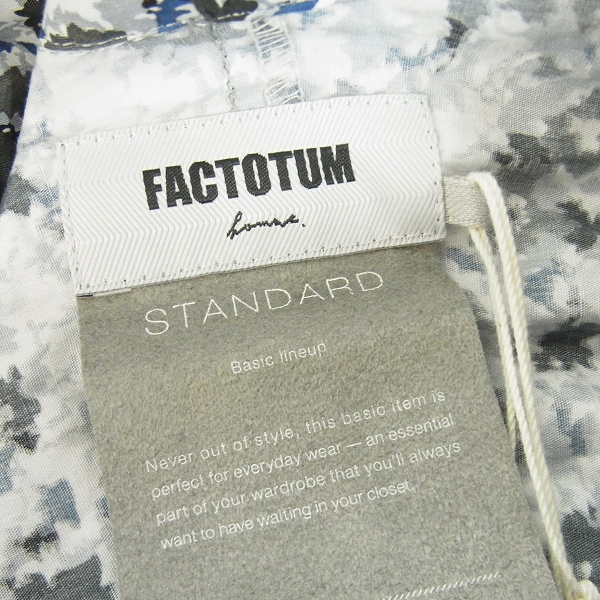 FACTOTUM
homme.
STANDARD
Basic lineup
Never out of style, this basic item is
perfect for everyday wear — an essential
part of your wardrobe that you'll always
want to have waiting in your closet.